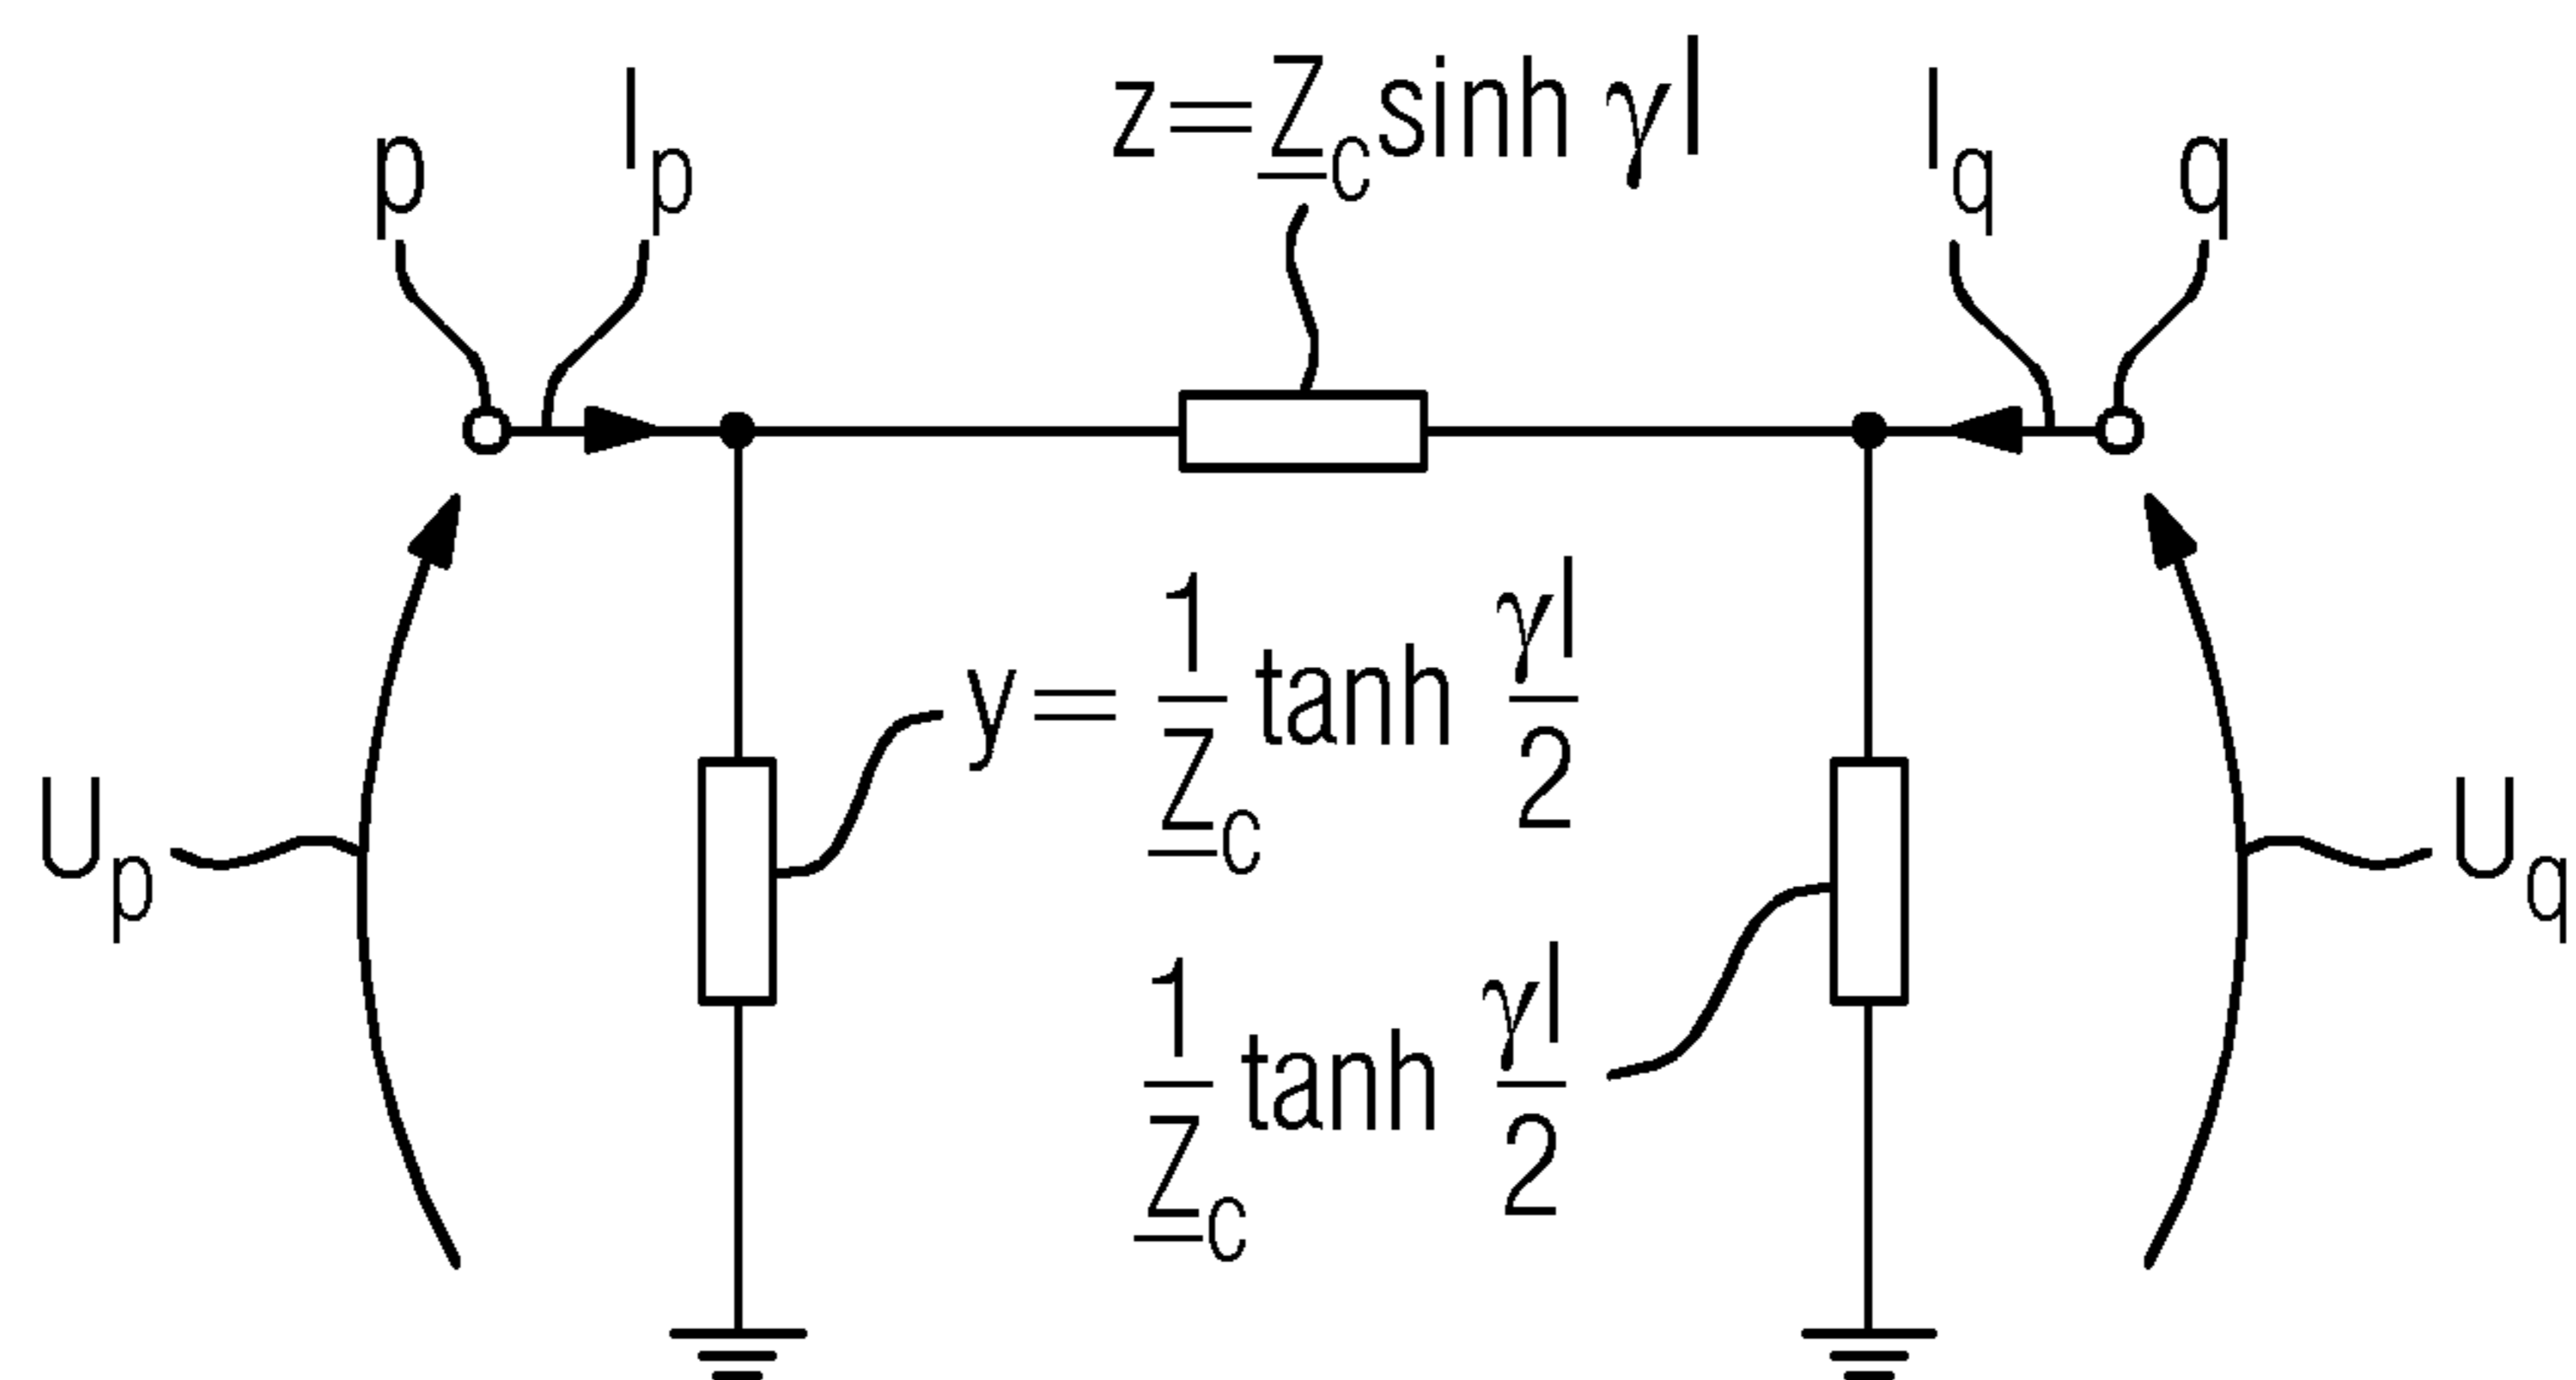 p
I_p
z=Z_c sinh γl
I_q
q
U_p
y= 1/Z_c tanh γl/2
1/Z_c tanh γl/2
U_q